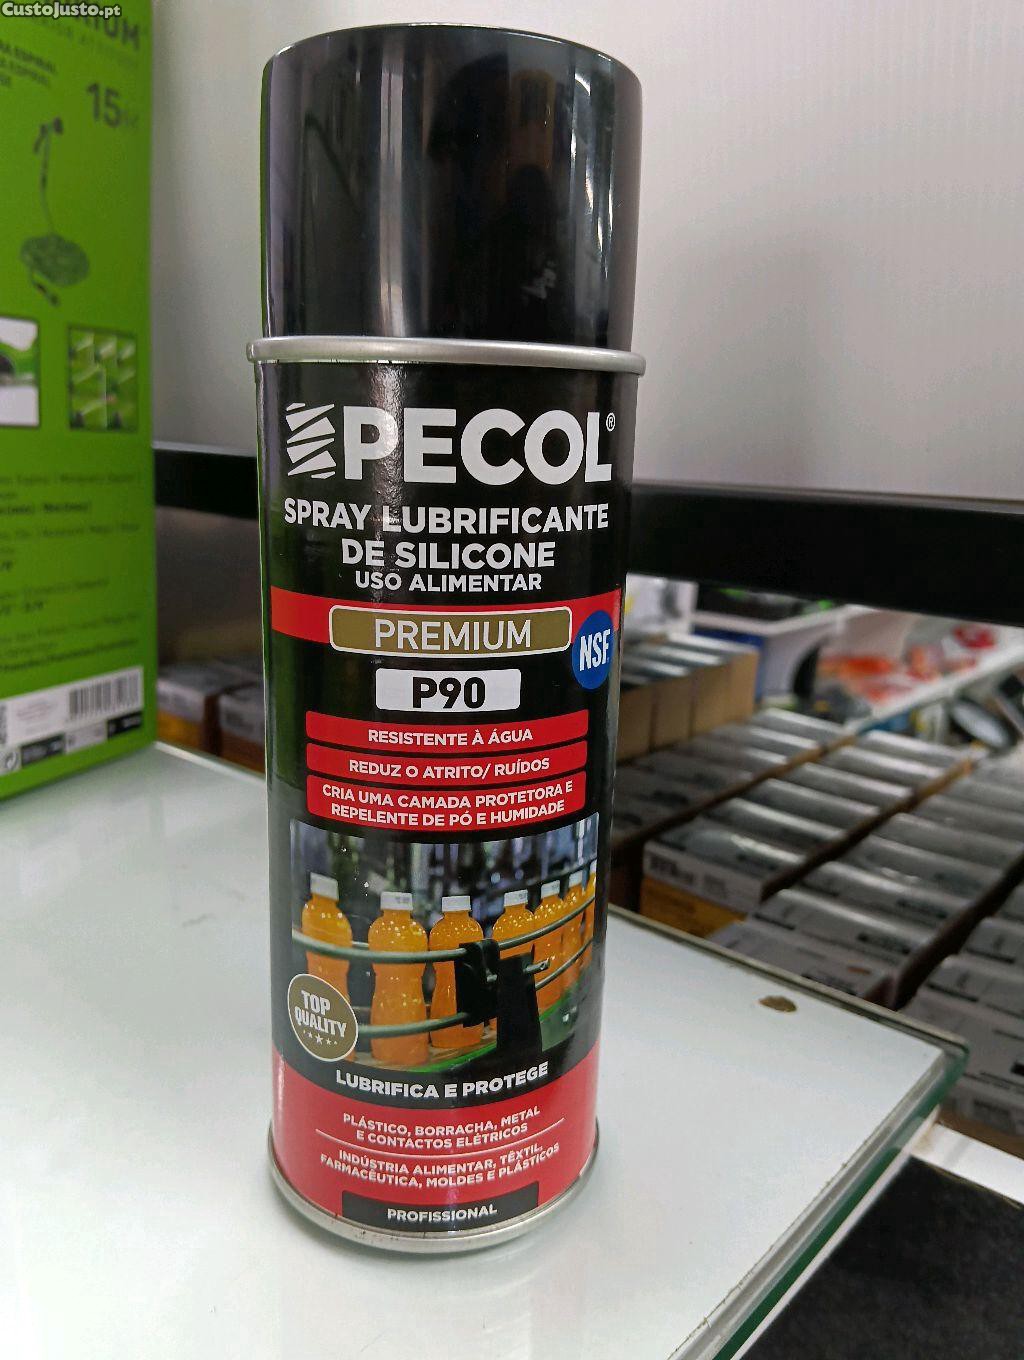 CustoJusto.pt
15
PECOL®
SPRAY LUBRIFICANTE
DE SILICONE
USO ALIMENTAR
PREMIUM
NSF
P90
RESISTENTE À ÁGUA
REDUZ O ATRITO/ RUÍDOS
CRIA UMA CAMADA PROTETORA E
REPELENTE DE PÓ E HUMIDADE
TOP
QUALITY
LUBRIFICA E PROTEGE
PLÁSTICO, BORRACHA, METAL
E CONTACTOS ELÉTRICOS
INDÚSTRIA ALIMENTAR, TÊXTIL,
FARMACÊUTICA, MOLDES E PLÁSTICOS
PROFISSIONAL